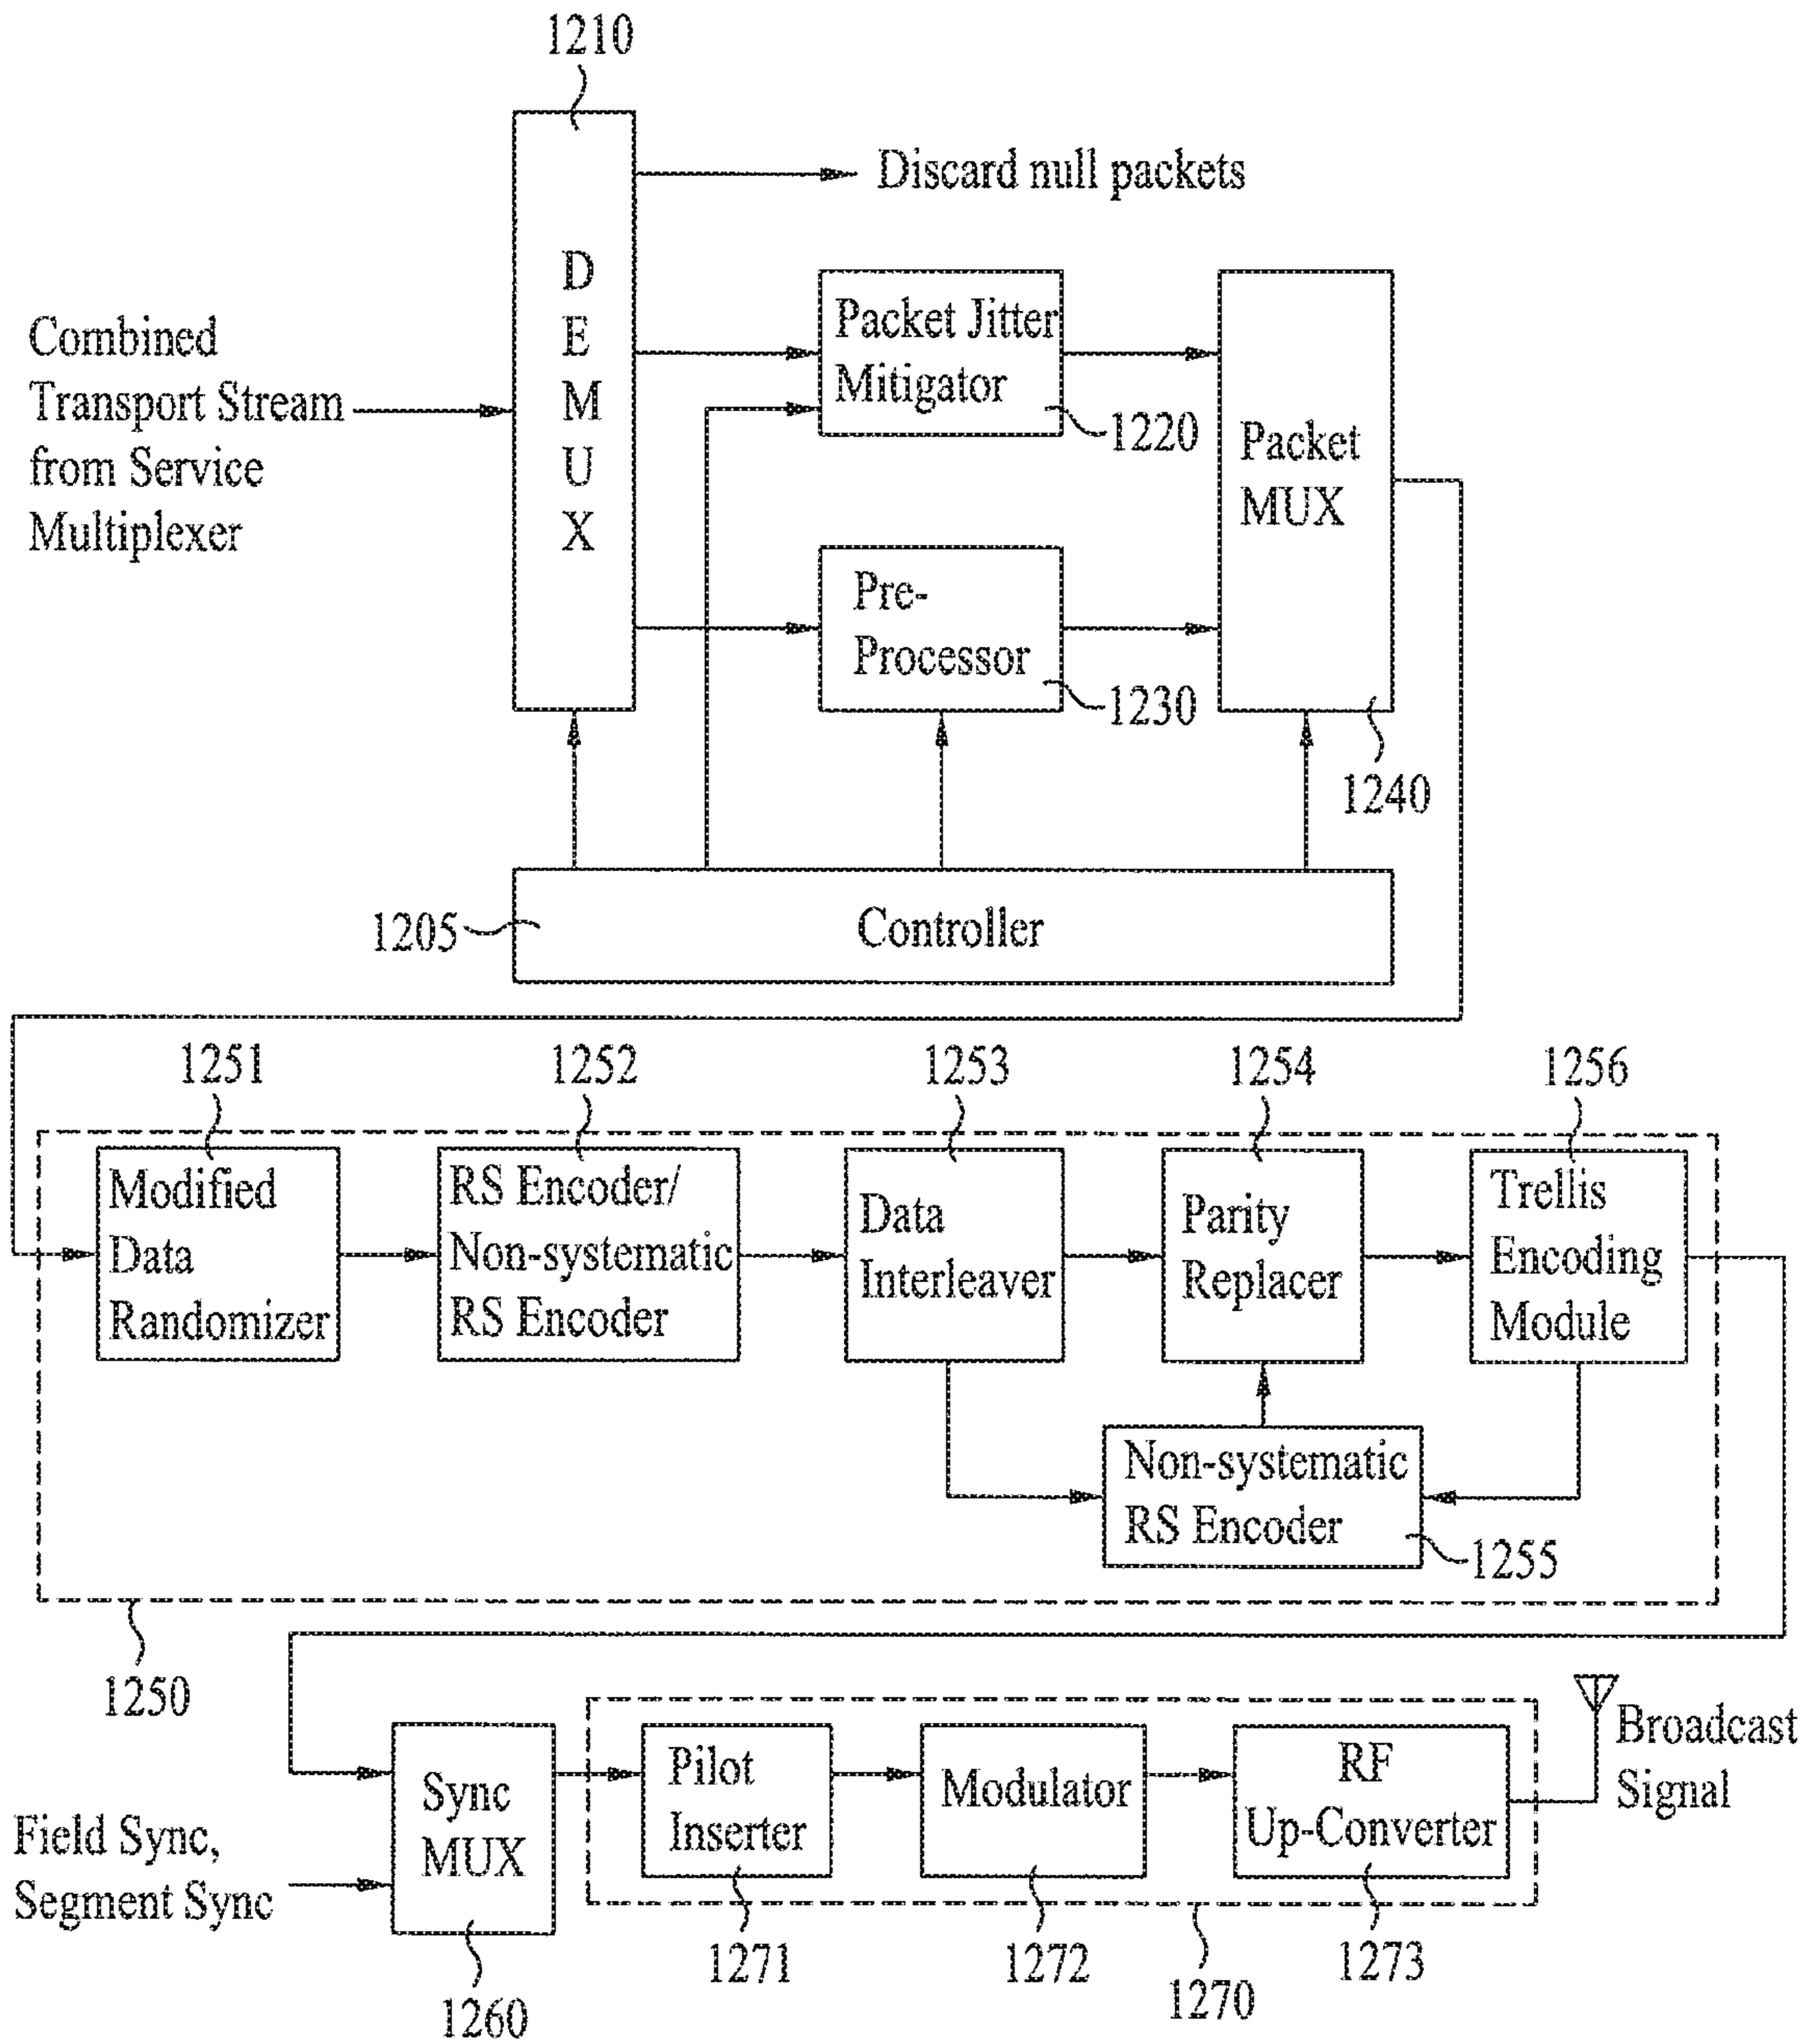 1210
Discard null packets
D
E
M
U
X
Combined
Transport Stream
from Service
Multiplexer
Packet Jitter
Mitigator
1220
Packet
MUX
Pre-
Processor
1230
1240
1205
Controller
1251
1252
1253
1254
1256
Modified
Data
Randomizer
RS Encoder/
Non-systematic
RS Encoder
Data
Interleaver
Parity
Replacer
Trellis
Encoding
Module
Non-systematic
RS Encoder
1255
1250
Sync
MUX
Pilot
Inserter
Modulator
RF
Up-Converter
Broadcast
Signal
Field Sync,
Segment Sync
1260
1271
1272
1270
1273